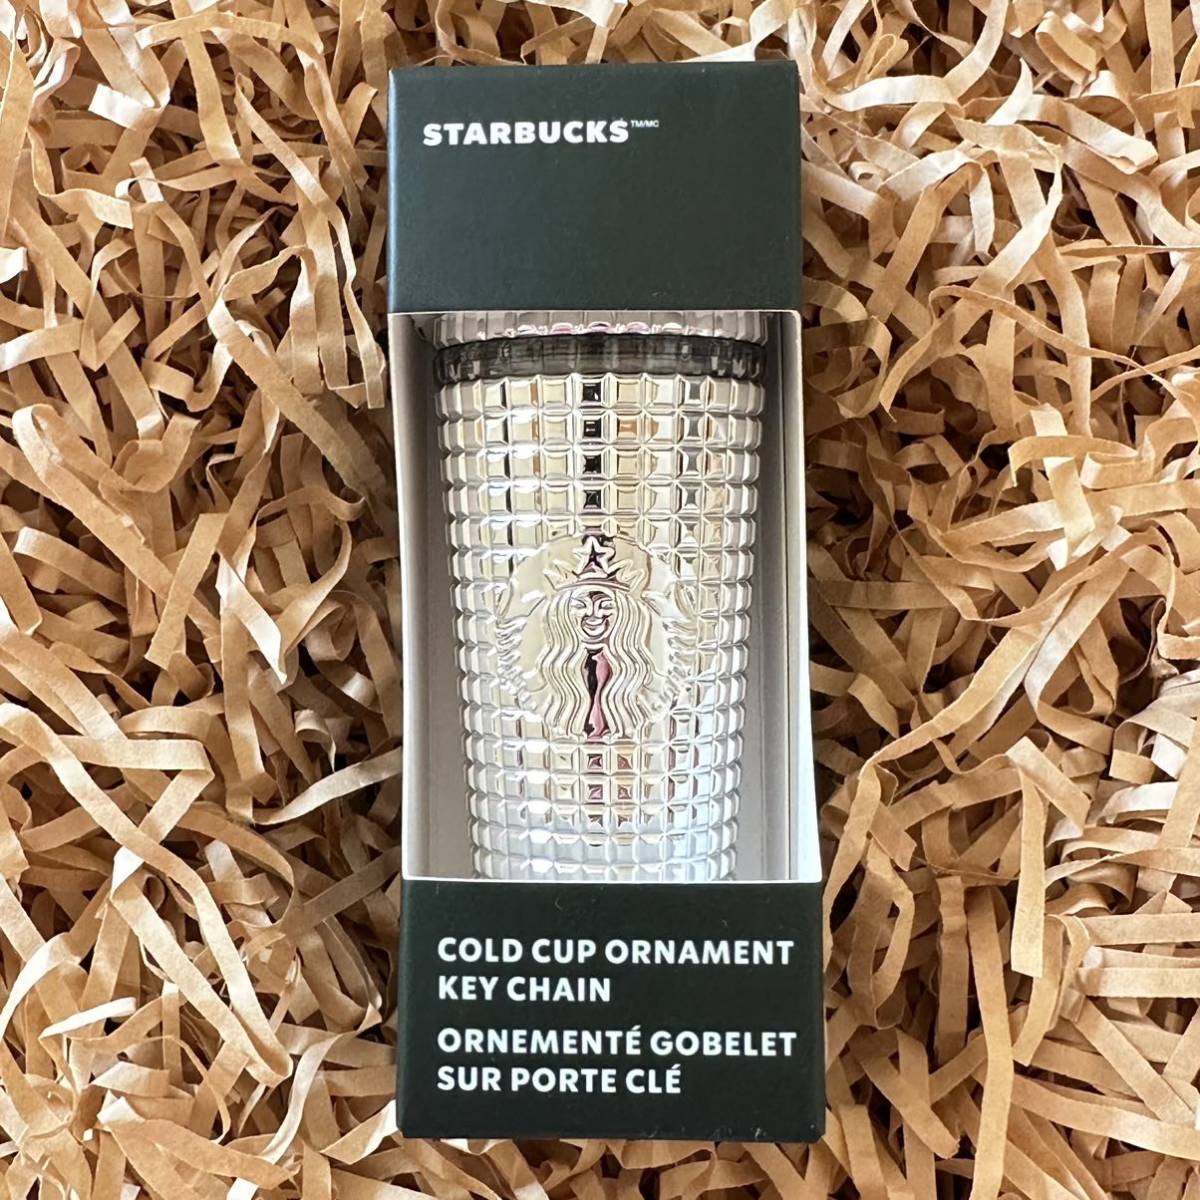 STARBUCKS™/MC
COLD CUP ORNAMENT
KEY CHAIN
ORNEMENTÉ GOBELET
SUR PORTE CLÉ